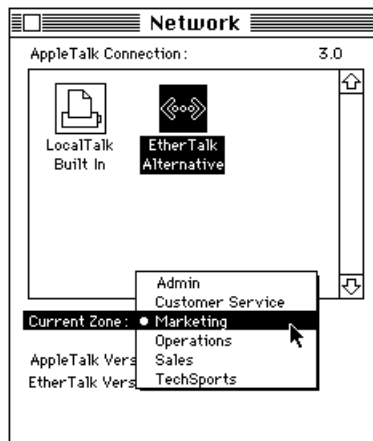 Network
AppleTalk Connection: 3.0
LocalTalk
Built In
EtherTalk
Alternative
Admin
Customer Service
Current Zone: Marketing
Operations
AppleTalk Vers Sales
EtherTalk Vers TechSports